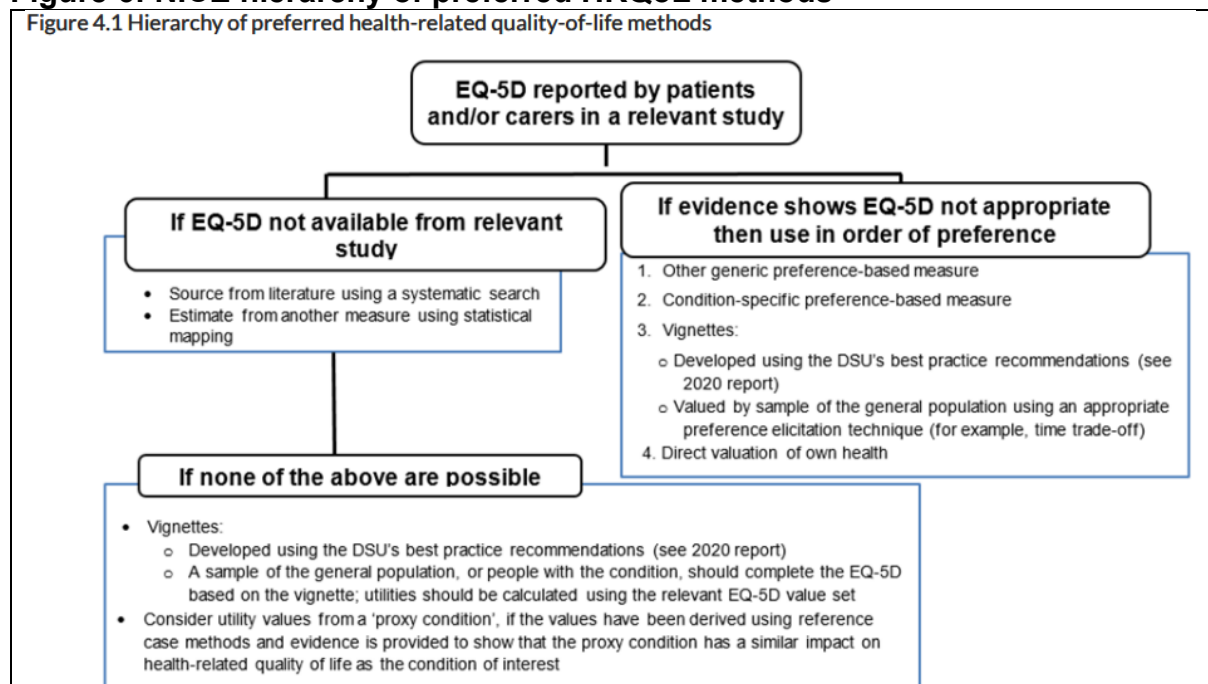 Figure 4.1 Hierarchy of preferred health-related quality-of-life methods
EQ-5D reported by patients
and/or carers in a relevant study
If EQ-5D not available from relevant
study
• Source from literature using a systematic search
• Estimate from another measure using statistical
mapping
If evidence shows EQ-5D not appropriate
then use in order of preference
1. Other generic preference-based measure
2. Condition-specific preference-based measure
3. Vignettes:
o Developed using the DSU's best practice recommendations (see
2020 report)
o Valued by sample of the general population using an appropriate
preference elicitation technique (for example, time trade-off)
4. Direct valuation of own health
If none of the above are possible
• Vignettes:
o Developed using the DSU's best practice recommendations (see 2020 report)
o A sample of the general population, or people with the condition, should complete the EQ-5D
based on the vignette; utilities should be calculated using the relevant EQ-5D value set
• Consider utility values from a 'proxy condition', if the values have been derived using reference
case methods and evidence is provided to show that the proxy condition has a similar impact on
health-related quality of life as the condition of interest